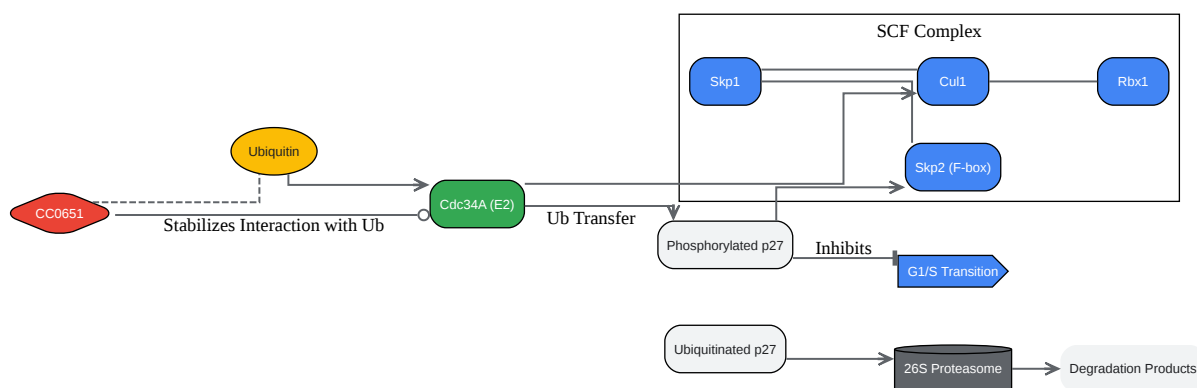 SCF Complex
Skp1
Cul1
Rbx1
Ubiquitin
Skp2 (F-box)
CC0651
Cdc34A (E2)
Stabilizes Interaction with Ub
Ub Transfer
Phosphorylated p27
Inhibits
G1/S Transition
Ubiquitinated p27
26S Proteasome
Degradation Products